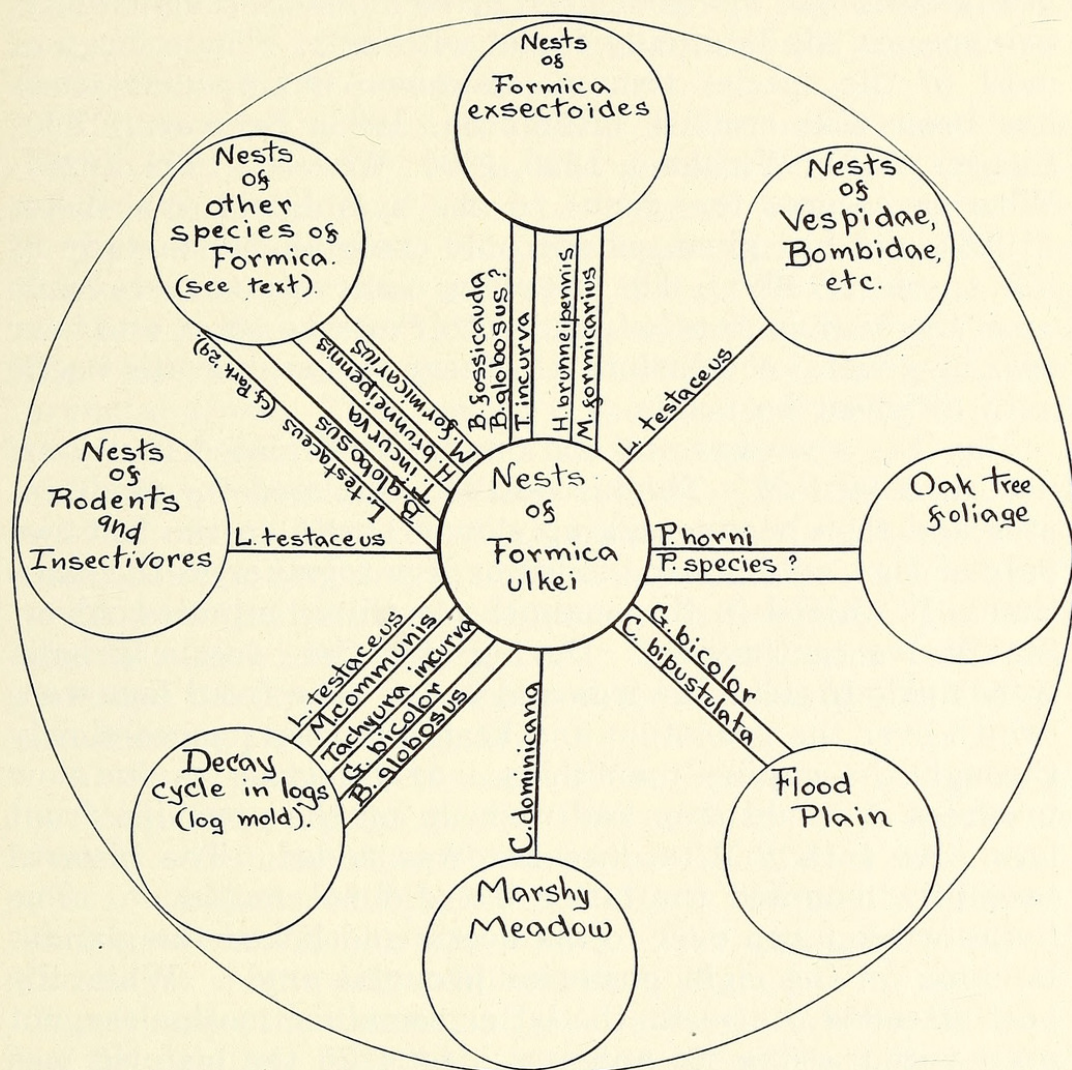 Nests
of
Formica
exsectoides
Nests
of
other
species of
Formica.
(see text).
Nests
of
Vespidae,
Bombidae,
etc.
B. fossicauda
B. globosus?
T. incurva
H. brunneipennis
M. formicarius
L. testaceus
M. formicarius
H. brunneipennis
T. incurva
B. globosus
L. testaceus (cf Park '29).
Nests
of
Rodents
and
Insectivores
L. testaceus
Nests
of
Formica
ulkei
P. horni
P. species ?
Oak tree
foliage
L. testaceus
M. communis
Tachyura incurva
G. bicolor
B. globosus
C. dominicana
G. bicolor
C. bipustulata
Decay
cycle in logs
(log mold).
Marshy
Meadow
Flood
Plain